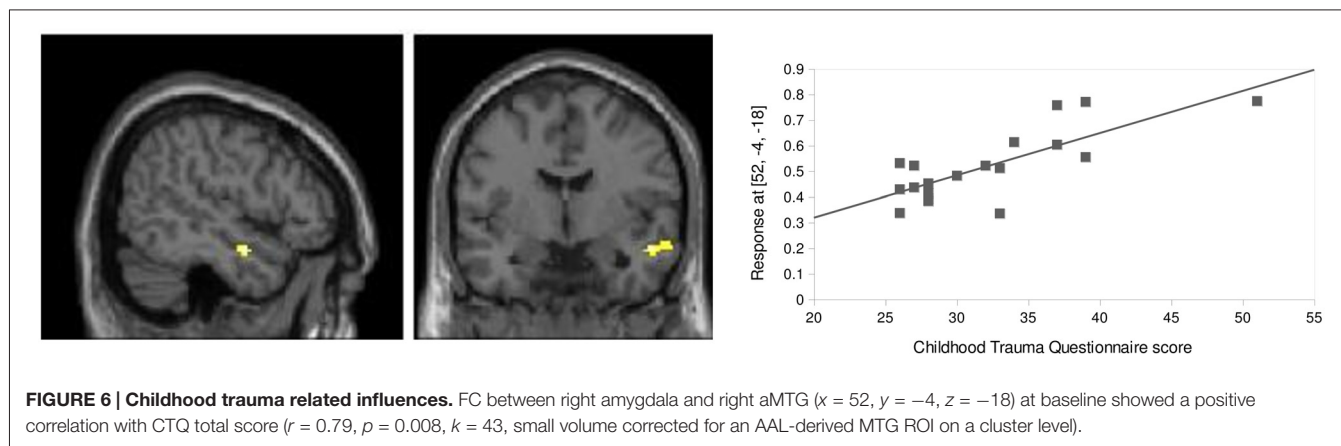 Response at [52, -4, -18]
0.9
0.8
0.7
0.6
0.5
0.4
0.3
0.2
0.1
0
20 25 30 35 40 45 50 55
Childhood Trauma Questionnaire score
FIGURE 6 | Childhood trauma related influences. FC between right amygdala and right aMTG (x = 52, y = −4, z = −18) at baseline showed a positive
correlation with CTQ total score (r = 0.79, p = 0.008, k = 43, small volume corrected for an AAL-derived MTG ROI on a cluster level).